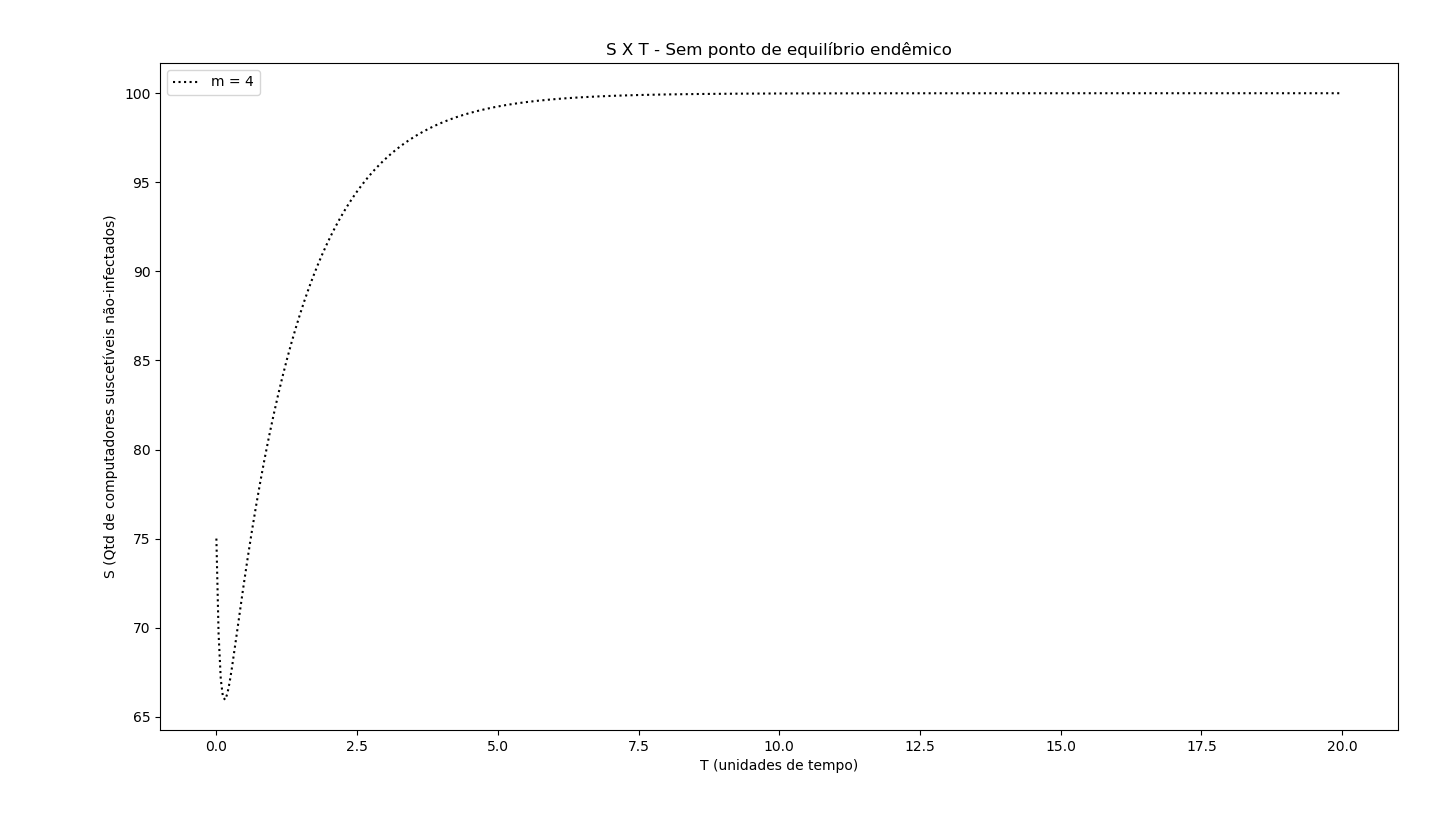 S X T - Sem ponto de equilíbrio endêmico
m = 4
100
95
90
85
80
75
70
65
S (Qtd de computadores suscetíveis não-infectados)
0.0 2.5 5.0 7.5 10.0 12.5 15.0 17.5 20.0
T (unidades de tempo)